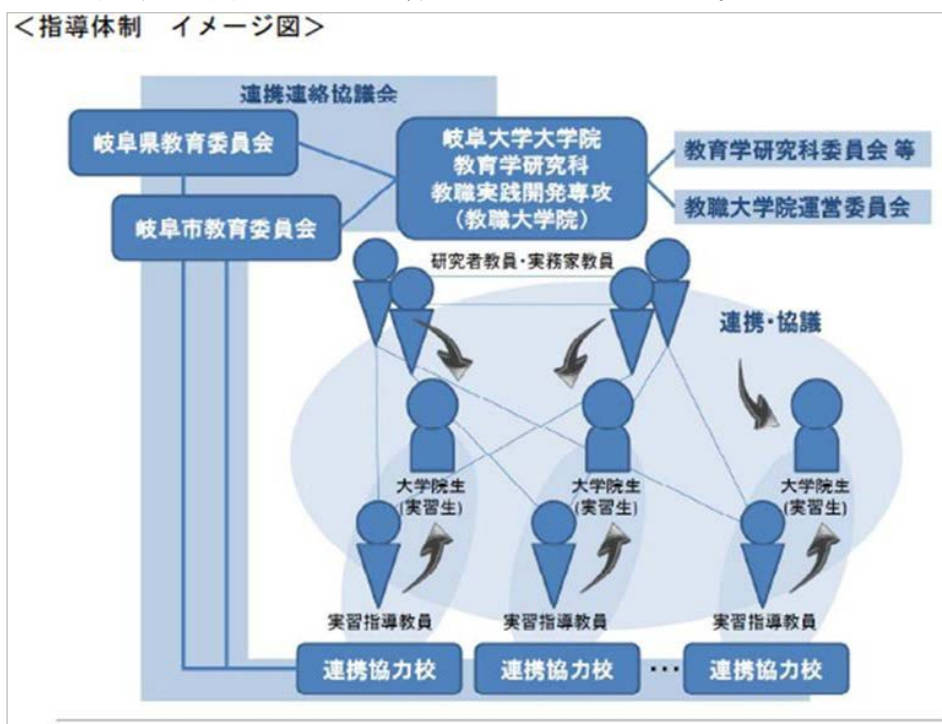 ＜指導体制　イメージ図＞
連携連絡協議会
岐阜県教育委員会
岐阜市教育委員会
岐阜大学大学院
教育学研究科
教職実践開発専攻
(教職大学院)
教育学研究科委員会 等
教職大学院運営委員会
研究者教員・実務家教員
連携・協議
大学院生
(実習生)
大学院生
(実習生)
大学院生
(実習生)
実習指導教員
実習指導教員
実習指導教員
連携協力校
連携協力校
･･･
連携協力校